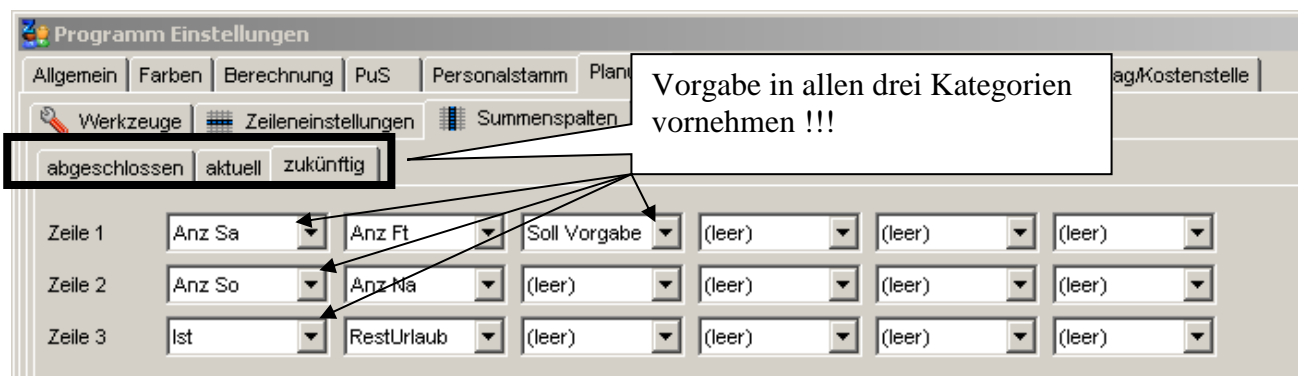 Programm Einstellungen
Allgemein Farben Berechnung PuS Personalstamm Planu ag/Kostenstelle
Vorgabe in allen drei Kategorien
vornehmen !!!
Werkzeuge Zeileneinstellungen Summenspalten
abgeschlossen aktuell zukünftig
Zeile 1 Anz Sa Anz Ft Soll Vorgabe (leer) (leer) (leer)
Zeile 2 Anz So Anz Na (leer) (leer) (leer) (leer)
Zeile 3 Ist RestUrlaub (leer) (leer) (leer) (leer)